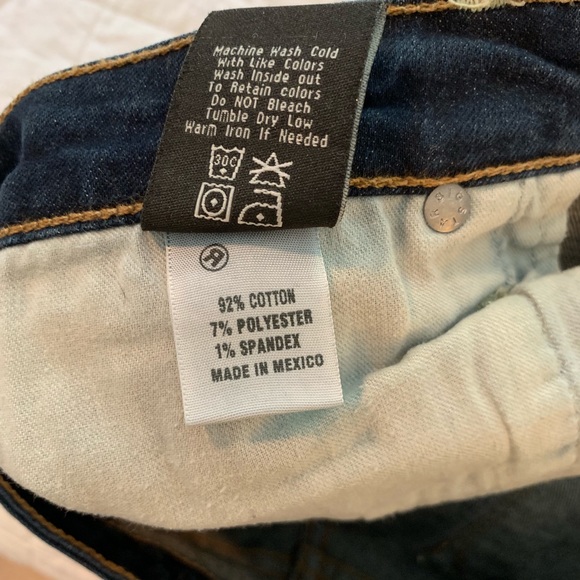 Machine Wash Cold
With Like Colors
Wash Inside out
To Retain colors
Do NOT Bleach
Tumble Dry Low
Warm Iron If Needed
30C
R
92% COTTON
7% POLYESTER
1% SPANDEX
MADE IN MEXICO